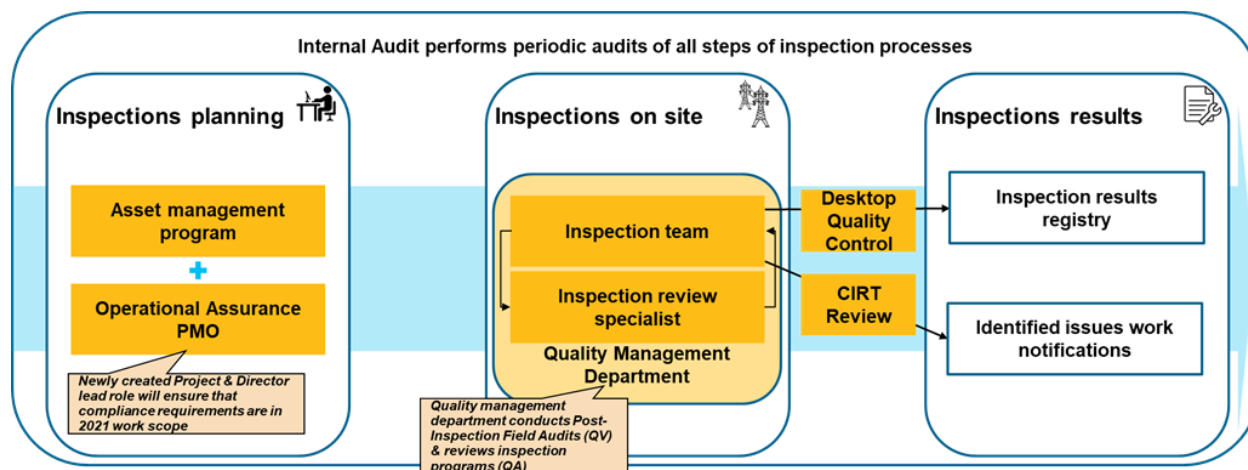 Internal Audit performs periodic audits of all steps of inspection processes
Inspections planning
Asset management
program
Operational Assurance
PMO
Newly created Project & Director
lead role will ensure that
compliance requirements are in
2021 work scope
Inspections on site
Inspection team
Inspection review
specialist
Quality Management
Department
Quality management
department conducts Post-
Inspection Field Audits (QV)
& reviews inspection
programs (QA)
Desktop
Quality
Control
CIRT
Review
Inspections results
Inspection results
registry
Identified issues work
notifications